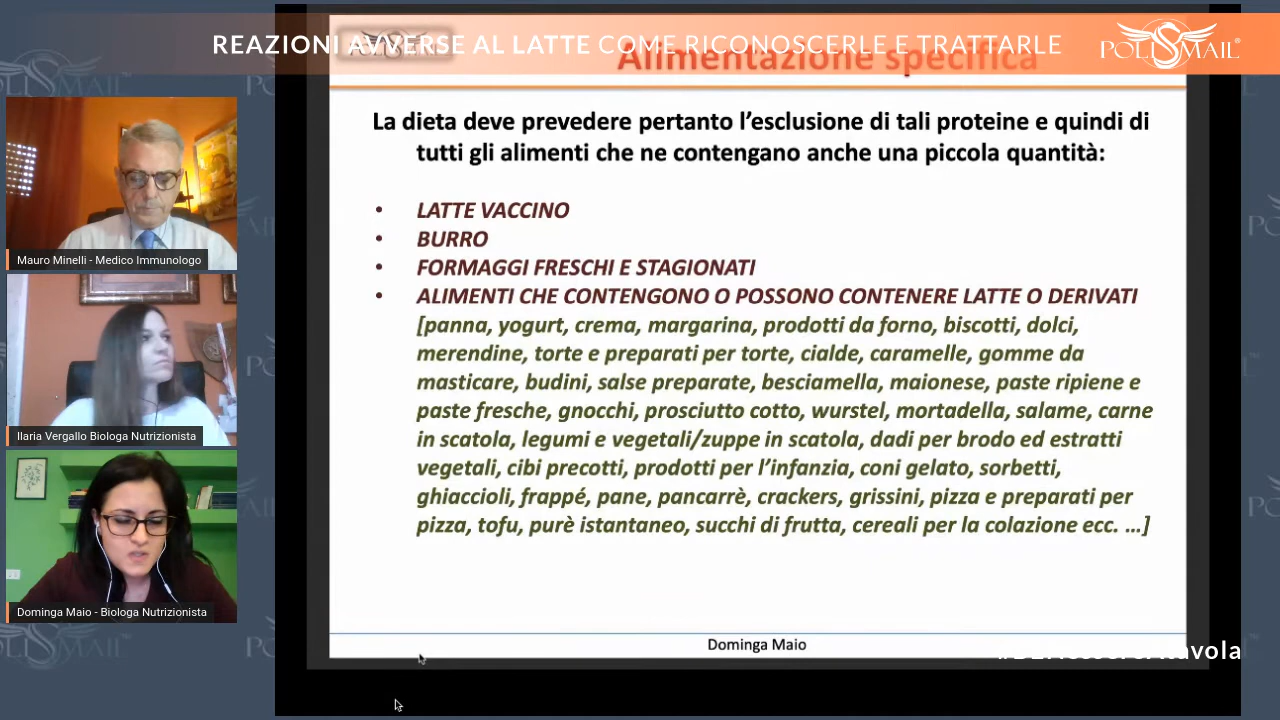 REAZIONI AVVERSE AL LATTE COME RICONOSCERLE E TRATTARLE
POLISMAIL
Alimentazione specifica
La dieta deve prevedere pertanto l'esclusione di tali proteine e quindi di
tutti gli alimenti che ne contengano anche una piccola quantità:
• LATTE VACCINO
• BURRO
• FORMAGGI FRESCHI E STAGIONATI
• ALIMENTI CHE CONTENGONO O POSSONO CONTENERE LATTE O DERIVATI
[panna, yogurt, crema, margarina, prodotti da forno, biscotti, dolci,
merendine, torte e preparati per torte, cialde, caramelle, gomme da
masticare, budini, salse preparate, besciamella, maionese, paste ripiene e
paste fresche, gnocchi, prosciutto cotto, wurstel, mortadella, salame, carne
in scatola, legumi e vegetali/zuppe in scatola, dadi per brodo ed estratti
vegetali, cibi precotti, prodotti per l'infanzia, coni gelato, sorbetti,
ghiaccioli, frappé, pane, pancarrè, crackers, grissini, pizza e preparati per
pizza, tofu, purè istantaneo, succhi di frutta, cereali per la colazione ecc. ...]
Dominga Maio
Mauro Minelli - Medico Immunologo
Ilaria Vergallo Biologa Nutrizionista
Dominga Maio - Biologa Nutrizionista